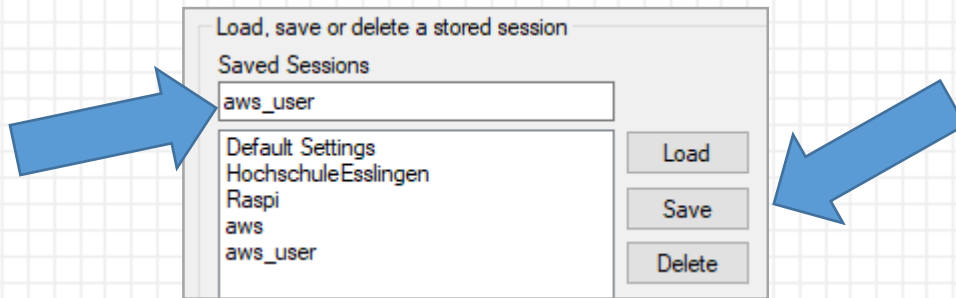 Load, save or delete a stored session
Saved Sessions
aws_user
Default Settings
HochschuleEsslingen
Raspi
aws
aws_user
Load
Save
Delete